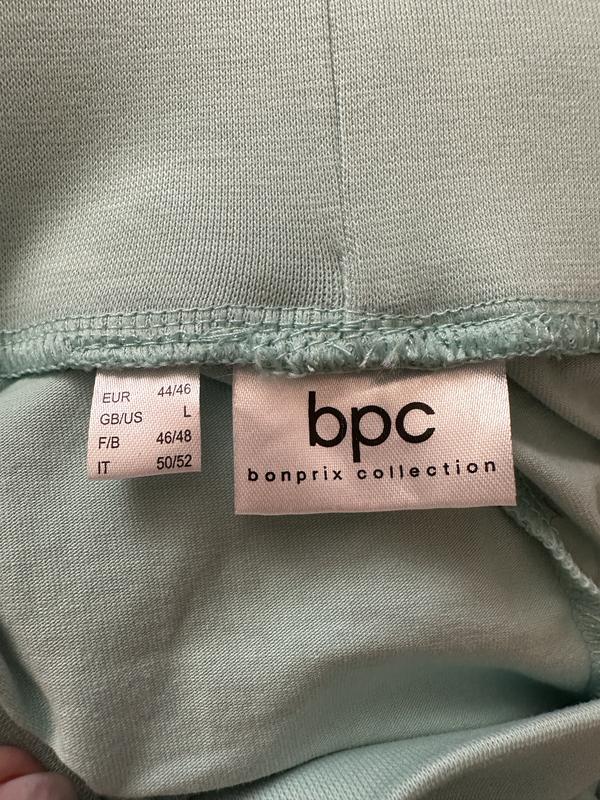 EUR 44/46
GB/US L
F/B 46/48
IT 50/52
bpc
bonprix collection